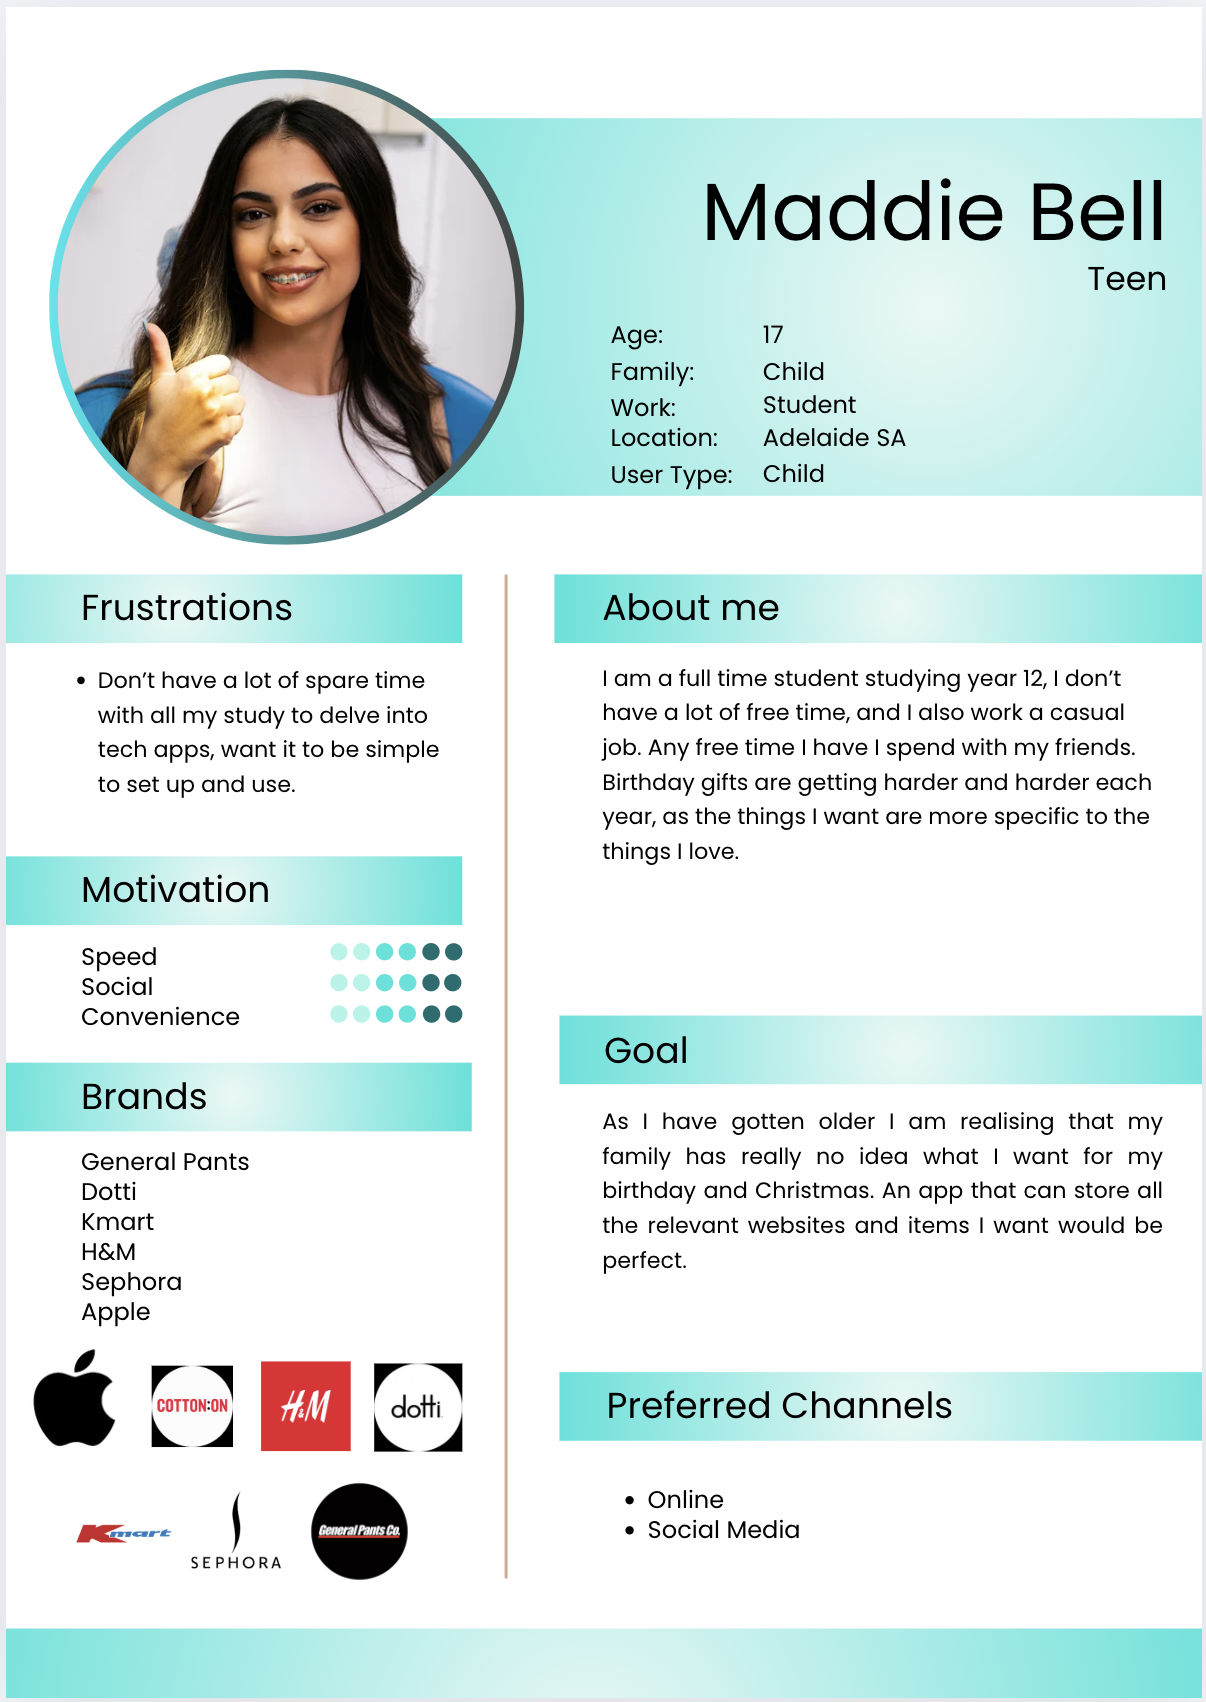 Maddie Bell
Teen
Age: 17
Family: Child
Work: Student
Location: Adelaide SA
User Type: Child
Frustrations
• Don’t have a lot of spare time
with all my study to delve into
tech apps, want it to be simple
to set up and use.
Motivation
Speed
Social
Convenience
Brands
General Pants
Dotti
Kmart
H&M
Sephora
Apple
COTTON:ON
H&M
dotti
Kmart
SEPHORA
General Pants Co.
About me
I am a full time student studying year 12, I don’t
have a lot of free time, and I also work a casual
job. Any free time I have I spend with my friends.
Birthday gifts are getting harder and harder each
year, as the things I want are more specific to the
things I love.
Goal
As I have gotten older I am realising that my
family has really no idea what I want for my
birthday and Christmas. An app that can store all
the relevant websites and items I want would be
perfect.
Preferred Channels
• Online
• Social Media